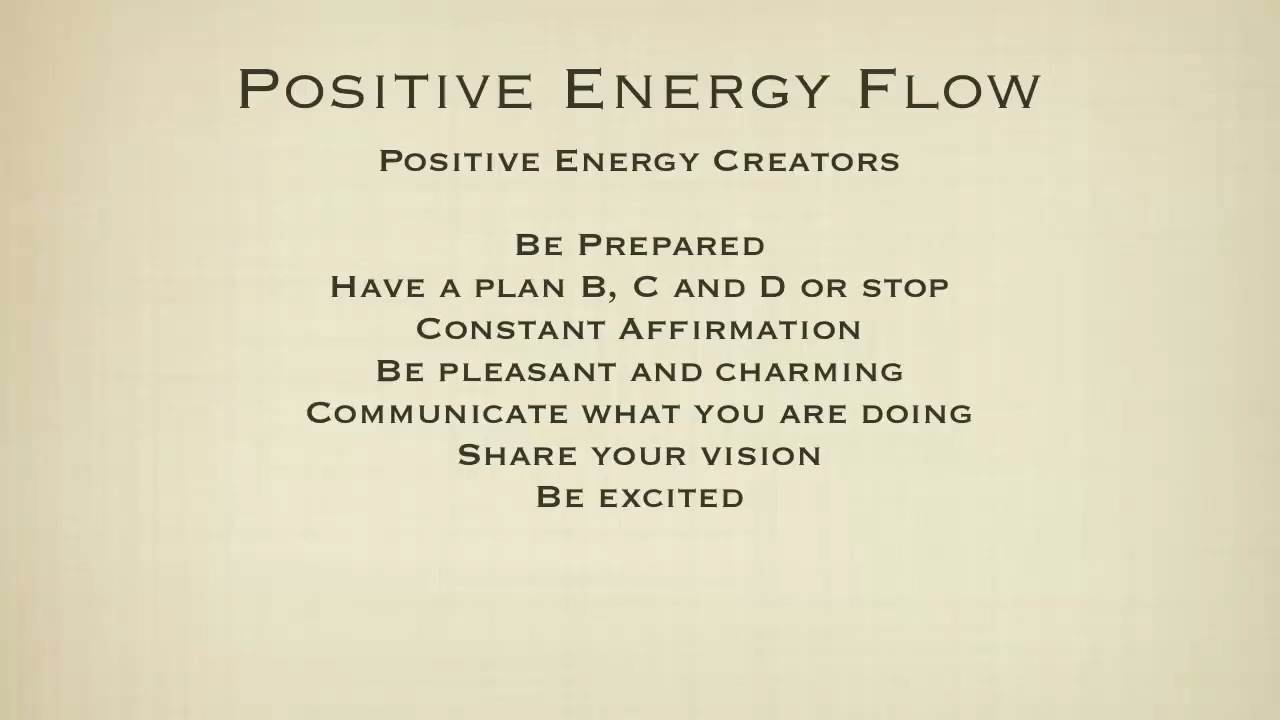 Positive Energy Flow
Positive Energy Creators
Be Prepared
Have a plan B, C and D or stop
Constant Affirmation
Be pleasant and charming
Communicate what you are doing
Share your vision
Be excited